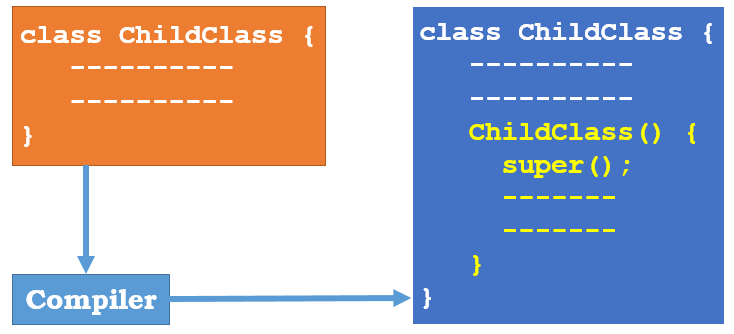 class ChildClass {
----------
----------
}
Compiler
class ChildClass {
----------
----------
ChildClass() {
super();
-------
-------
}
}